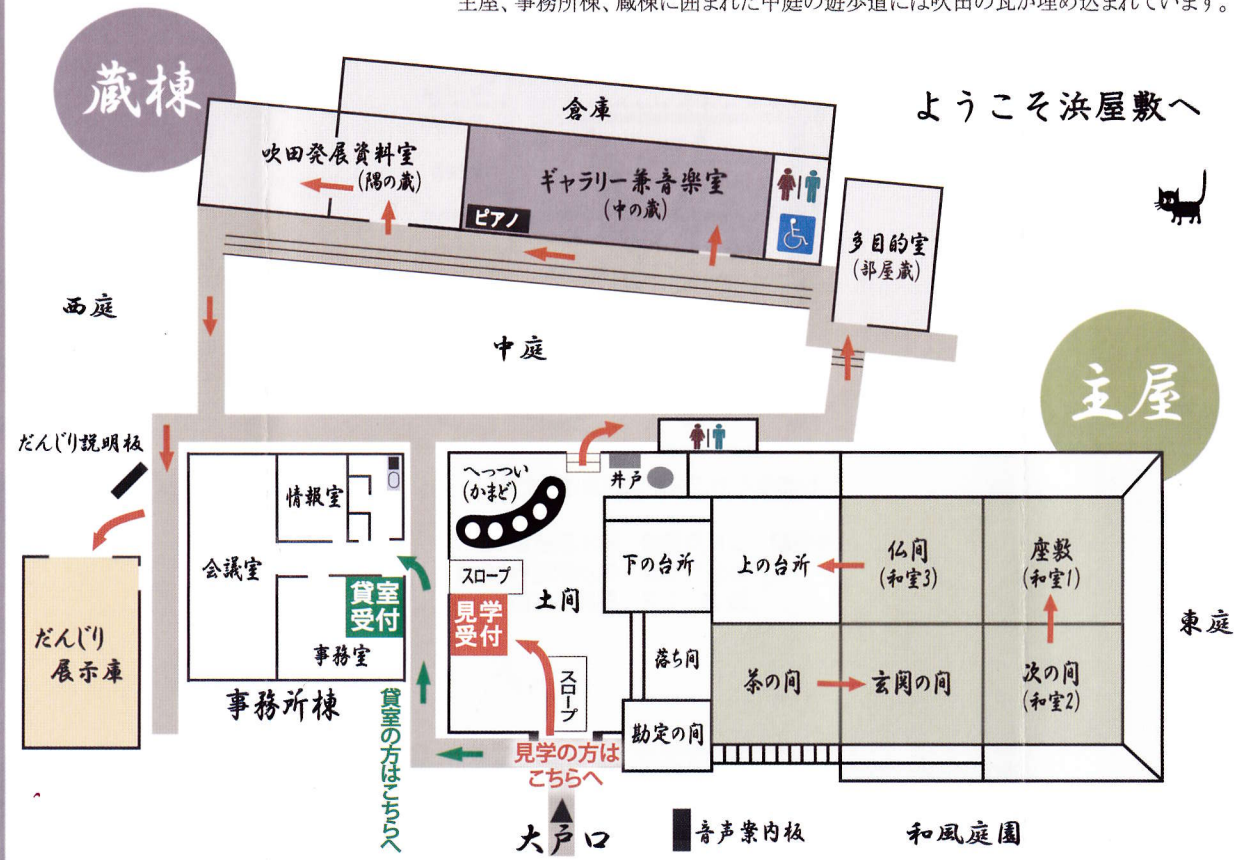 主屋、事務所棟、蔵棟に囲まれた中庭の遊歩道には吹田の瓦が埋め込まれています。
蔵棟
ようこそ浜屋敷へ
倉庫
吹田発展資料室
(隅の蔵)
ギャラリー兼音楽室
(中の蔵)
ピアノ
多目的室
(部屋蔵)
西庭
中庭
主屋
だんじり説明板
へっつい
(かまど)
井戸
情報室
会議室
スロープ
下の台所
上の台所
仏間
(和室3)
座敷
(和室1)
貸室
受付
見学
受付
土間
東庭
だんじり
展示庫
事務室
スロープ
落ち間
茶の間
玄関の間
次の間
(和室2)
事務所棟
勘定の間
貸室の方はこちらへ
見学の方は
こちらへ
大戸口
音声案内板
和風庭園